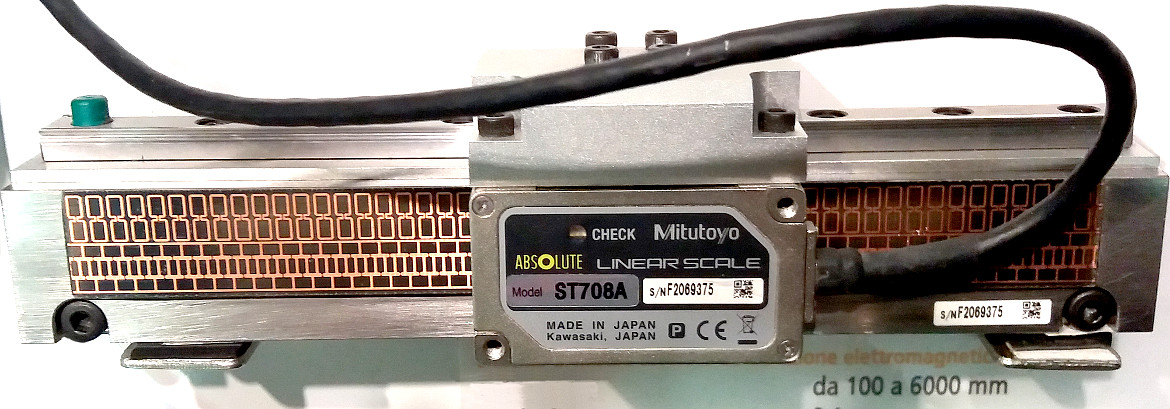 CHECK Mitutoyo
ABSOLUTE LINEAR SCALE
Model ST708A S/N F2069375
MADE IN JAPAN
Kawasaki, JAPAN P CE
S/N F2069375
one elettromagnetic
da 100 a 6000 mm